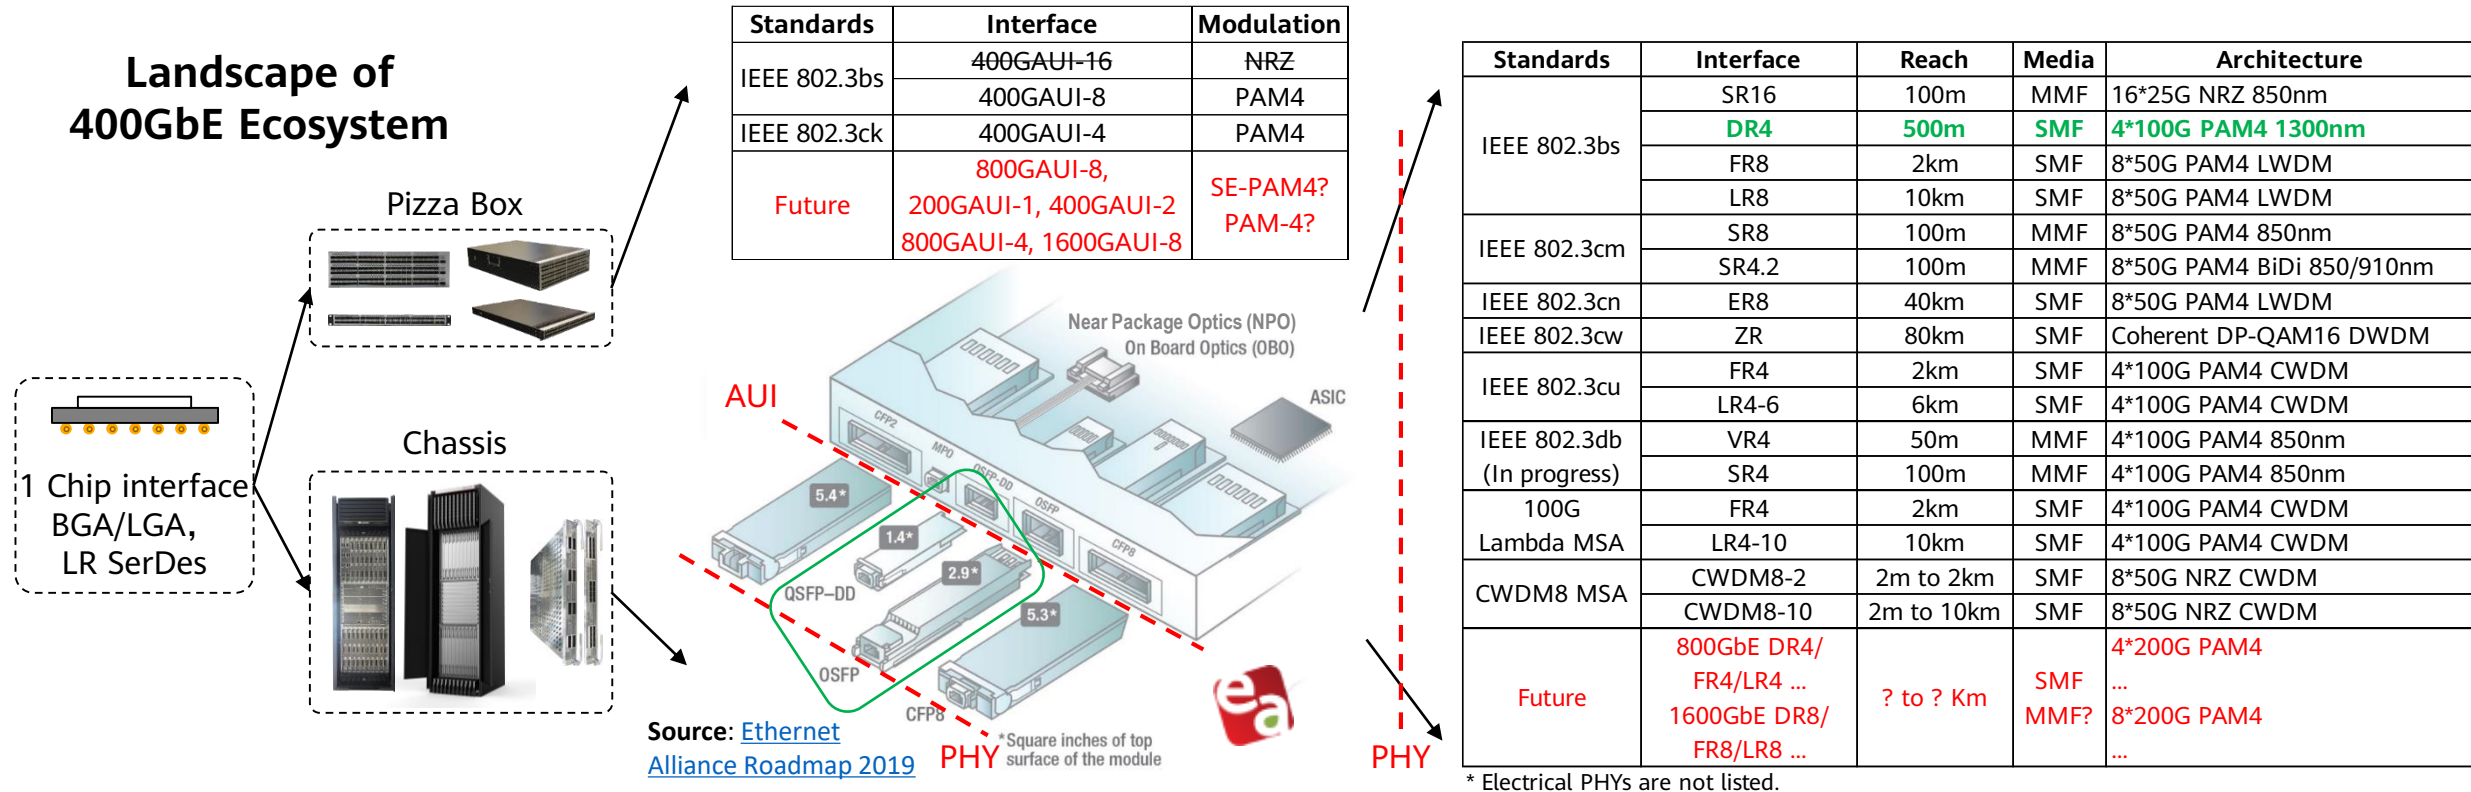 Landscape of
400GbE Ecosystem
Pizza Box
Chassis
1 Chip interface
BGA/LGA,
LR SerDes
Standards Interface Modulation
IEEE 802.3bs 400GAUI-16 NRZ
400GAUI-8 PAM4
IEEE 802.3ck 400GAUI-4 PAM4
Future 800GAUI-8,
200GAUI-1, 400GAUI-2
800GAUI-4, 1600GAUI-8
SE-PAM4?
PAM-4?
Near Package Optics (NPO)
On Board Optics (OBO)
ASIC
AUI
CFP2
MPO
QSFP-DD
OSFP
CFP8
5.4*
1.4*
2.9*
5.3*
QSFP–DD
OSFP
CFP8
ea
PHY
*Square inches of top
surface of the module
Source: Ethernet
Alliance Roadmap 2019
PHY
Standards Interface Reach Media Architecture
IEEE 802.3bs SR16 100m MMF 16*25G NRZ 850nm
DR4 500m SMF 4*100G PAM4 1300nm
FR8 2km SMF 8*50G PAM4 LWDM
LR8 10km SMF 8*50G PAM4 LWDM
IEEE 802.3cm SR8 100m MMF 8*50G PAM4 850nm
SR4.2 100m MMF 8*50G PAM4 BiDi 850/910nm
IEEE 802.3cn ER8 40km SMF 8*50G PAM4 LWDM
IEEE 802.3cw ZR 80km SMF Coherent DP-QAM16 DWDM
IEEE 802.3cu FR4 2km SMF 4*100G PAM4 CWDM
LR4-6 6km SMF 4*100G PAM4 CWDM
IEEE 802.3db VR4 50m MMF 4*100G PAM4 850nm
(In progress) SR4 100m MMF 4*100G PAM4 850nm
100G FR4 2km SMF 4*100G PAM4 CWDM
Lambda MSA LR4-10 10km SMF 4*100G PAM4 CWDM
CWDM8 MSA CWDM8-2 2m to 2km SMF 8*50G NRZ CWDM
CWDM8-10 2m to 10km SMF 8*50G NRZ CWDM
Future 800GbE DR4/
FR4/LR4 ...
1600GbE DR8/
FR8/LR8 ...
? to ? Km
SMF
MMF?
4*200G PAM4
...
8*200G PAM4
...
* Electrical PHYs are not listed.